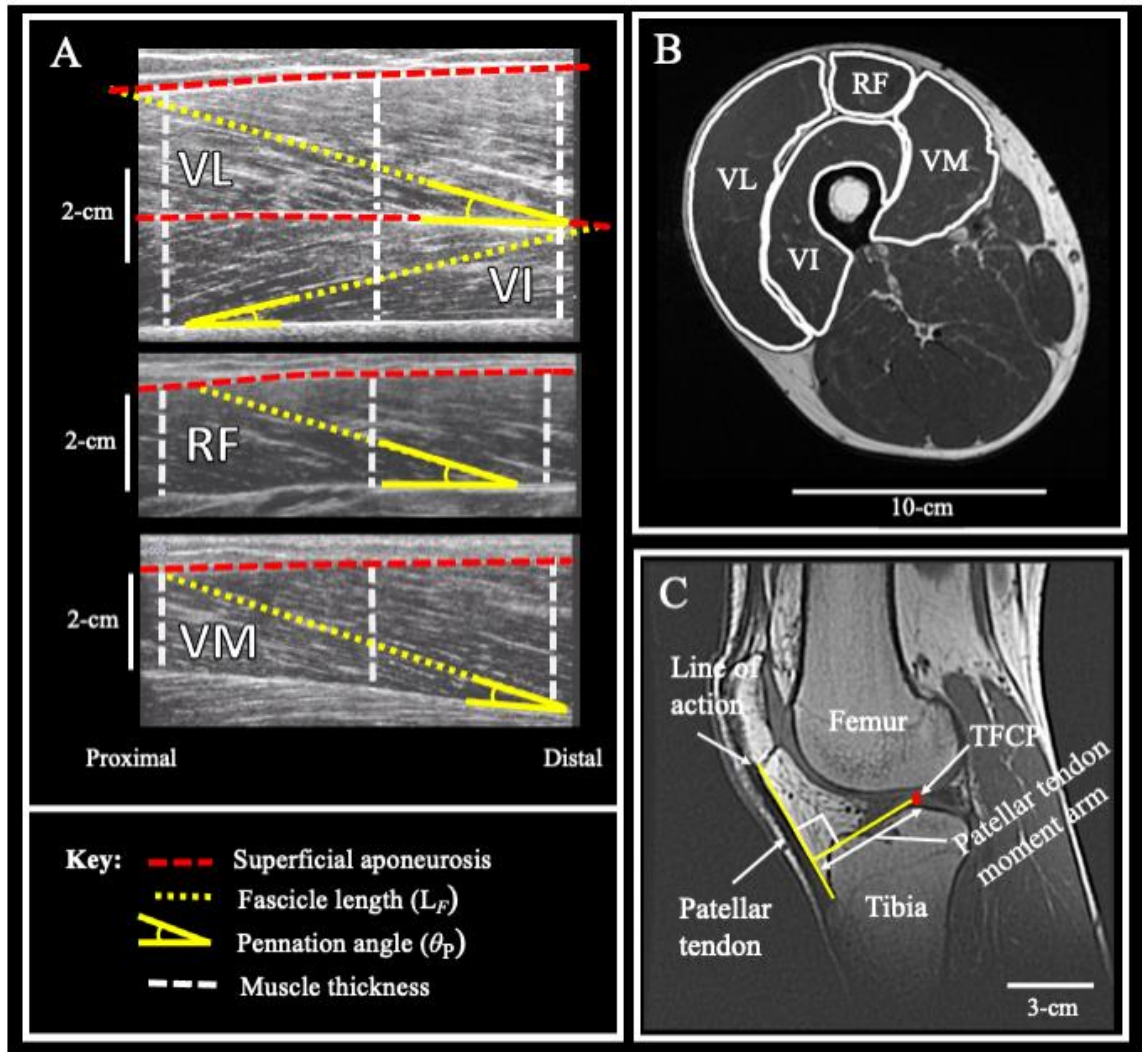 A
VL
2-cm
VI
RF
2-cm
VM
2-cm
Proximal
Distal
Key:
Superficial aponeurosis
Fascicle length (L_F)
Pennation angle (θ_P)
Muscle thickness
B
RF
VL
VM
VI
10-cm
C
Line of
action
Femur
TFCP
Patellar tendon
moment arm
Patellar
tendon
Tibia
3-cm